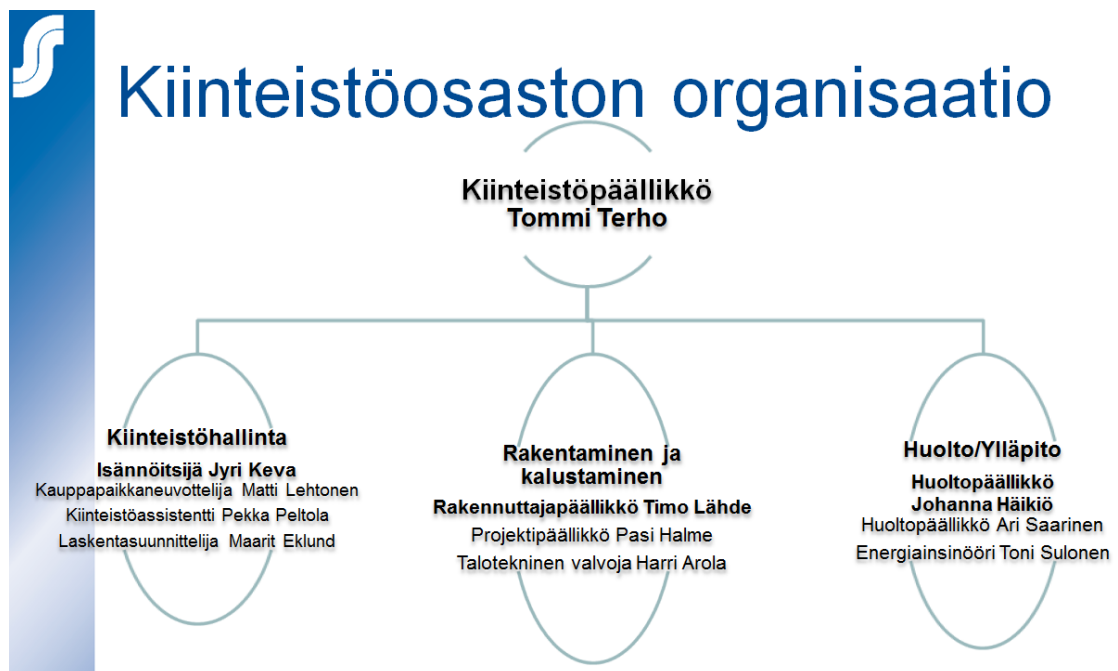 Kiinteistöosaston organisaatio
Kiinteistöpäällikkö
Tommi Terho
Kiinteistöhallinta
Isännöitsijä Jyri Keva
Kauppapaikkaneuvottelija Matti Lehtonen
Kiinteistöassistentti Pekka Peltola
Laskentasuunnittelija Maarit Eklund
Rakentaminen ja
kalustaminen
Rakennuttajapäällikkö Timo Lähde
Projektipäällikkö Pasi Halme
Talotekninen valvoja Harri Arola
Huolto/Ylläpito
Huoltopäällikkö
Johanna Häikiö
Huoltopäällikkö Ari Saarinen
Energiainsinööri Toni Sulonen